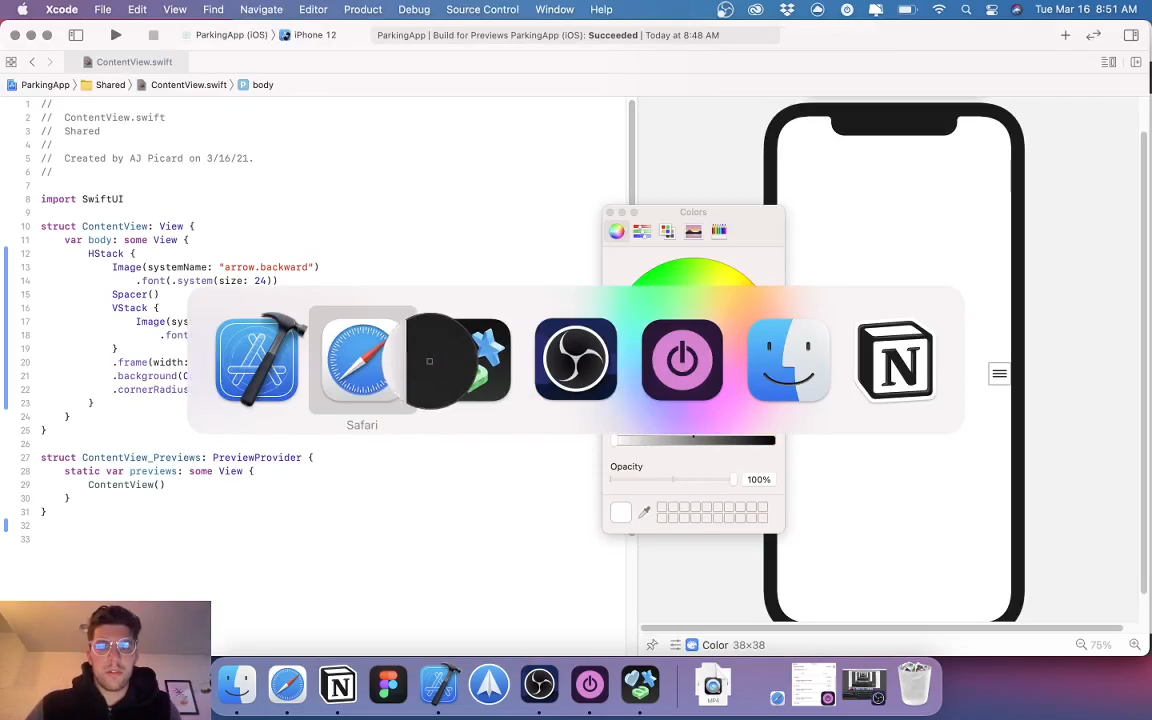 Xcode File Edit View Find Navigate Editor Product Debug Source Control Window Help Tue Mar 16 8:51 AM
ParkingApp (iOS) 〉 iPhone 12 ParkingApp | Build for Previews ParkingApp (iOS): Succeeded | Today at 8:48 AM
ContentView.swift
ParkingApp 〉 Shared 〉 ContentView.swift 〉 P body
1 //
2 // ContentView.swift
3 // Shared
4 //
5 // Created by AJ Picard on 3/16/21.
6 //
7
8 import SwiftUI
9
10 struct ContentView: View {
11 var body: some View {
12 HStack {
13 Image(systemName: "arrow.backward")
14 .font(.system(size: 24))
15 Spacer()
16 VStack {
17 Image(sys
18 .fon
19 }
20 .frame(width:
21 .background(C
22 .cornerRadius
23 }
24 }
25 }
26
27 struct ContentView_Previews: PreviewProvider {
28 static var previews: some View {
29 ContentView()
30 }
31 }
32
33
Colors
Safari
Opacity
100%
Color 38×38
75%
MP4